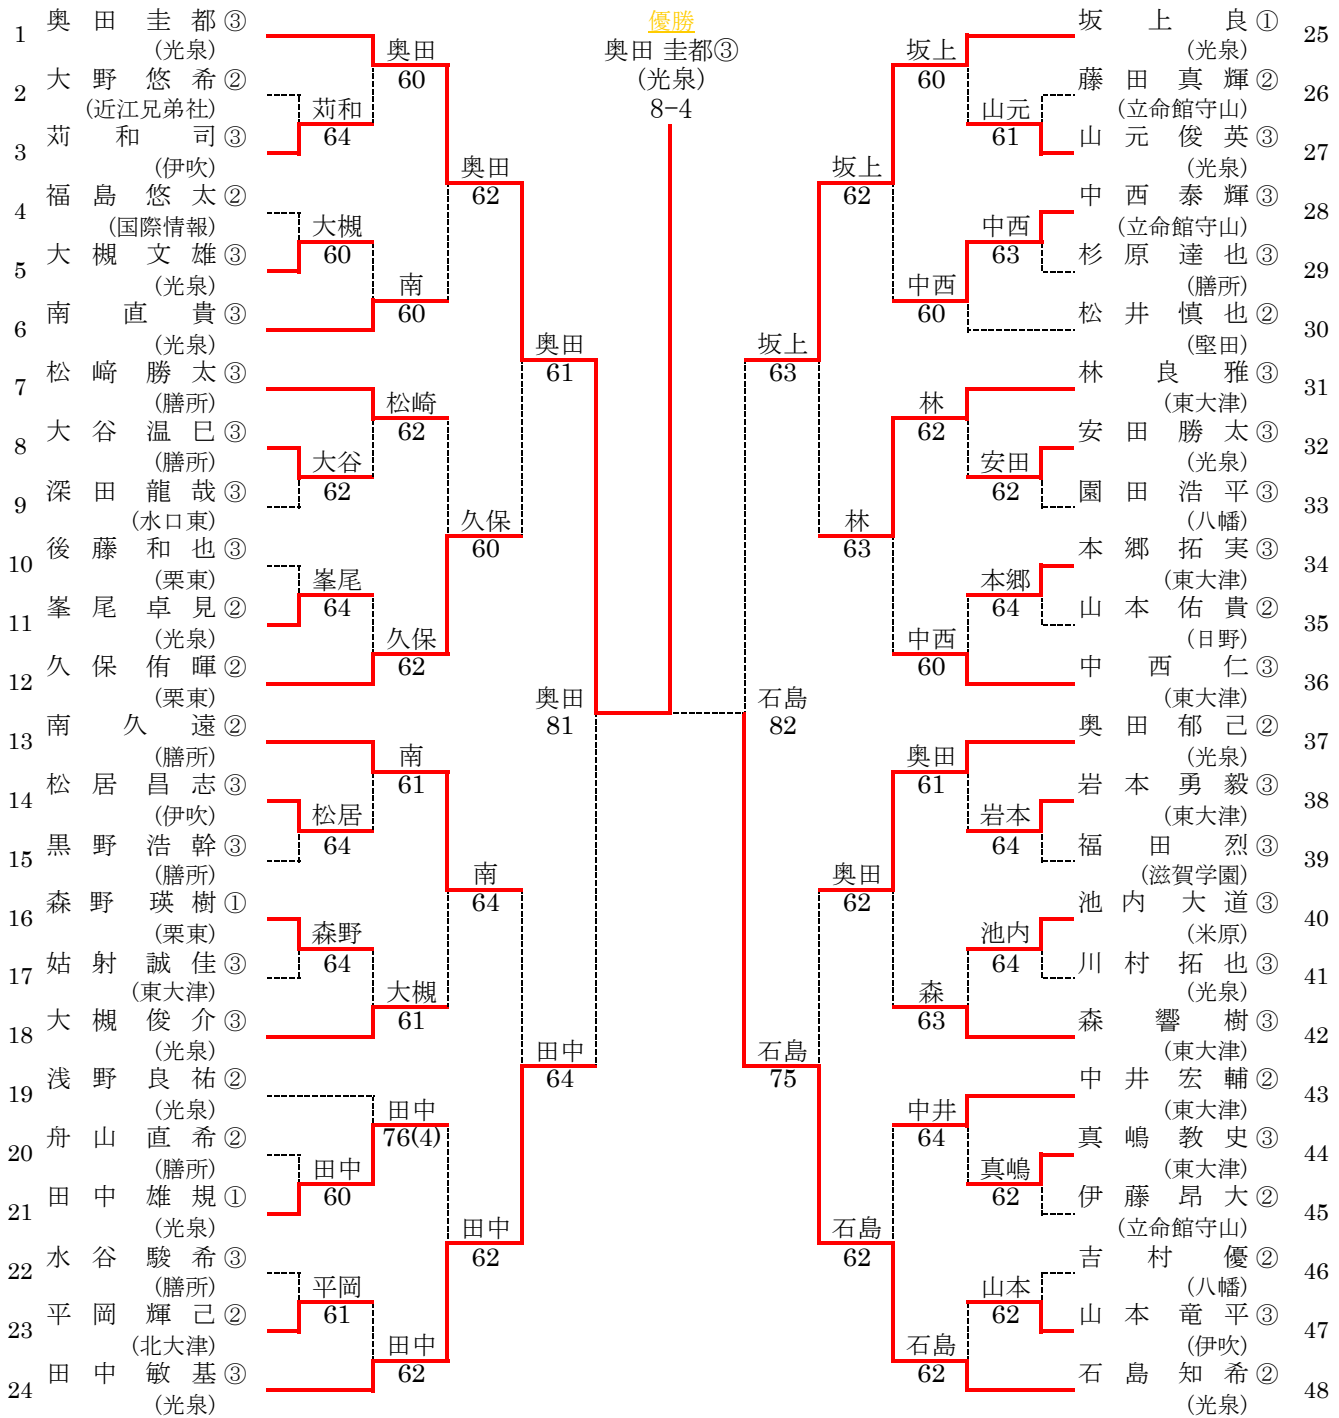 優勝
奥田 圭都③
(光泉)
8-4
1 奥田圭都③
(光泉)
2 大野悠希②
(近江兄弟社)
3 苅和司③
(伊吹)
4 福島悠太②
(国際情報)
5 大槻文雄③
(光泉)
6 南直貴③
(光泉)
7 松﨑勝太③
(膳所)
8 大谷温巳③
(膳所)
9 深田龍哉③
(水口東)
10 後藤和也③
(栗東)
11 峯尾卓見②
(光泉)
12 久保侑暉②
(栗東)
13 南久遠②
(膳所)
14 松居昌志③
(伊吹)
15 黒野浩幹③
(膳所)
16 森野瑛樹①
(栗東)
17 姑射誠佳③
(東大津)
18 大槻俊介③
(光泉)
19 浅野良祐②
(光泉)
20 舟山直希②
(膳所)
21 田中雄規①
(光泉)
22 水谷駿希③
(膳所)
23 平岡輝己②
(北大津)
24 田中敏基③
(光泉)
苅和
64
大槻
60
大谷
62
峯尾
64
松居
64
森野
64
田中
60
平岡
61
奥田
60
南
60
松崎
62
久保
62
南
61
大槻
61
田中
76(4)
田中
62
奥田
62
久保
60
南
64
田中
62
奥田
61
田中
64
奥田
81
石島
82
坂上
63
石島
75
坂上
62
林
63
奥田
62
石島
62
坂上
60
中西
60
林
62
中西
60
奥田
61
森
63
中井
64
石島
62
山元
61
中西
63
安田
62
本郷
64
岩本
64
池内
64
真嶋
62
山本
62
坂上良① 25
(光泉)
藤田真輝② 26
(立命館守山)
山元俊英③ 27
(光泉)
中西泰輝③ 28
(立命館守山)
杉原達也③ 29
(膳所)
松井慎也② 30
(堅田)
林良雅③ 31
(東大津)
安田勝太③ 32
(光泉)
園田浩平③ 33
(八幡)
本郷拓実③ 34
(東大津)
山本佑貴② 35
(日野)
中西仁③ 36
(東大津)
奥田郁己② 37
(光泉)
岩本勇毅③ 38
(東大津)
福田烈③ 39
(滋賀学園)
池内大道③ 40
(米原)
川村拓也③ 41
(光泉)
森響樹③ 42
(東大津)
中井宏輔② 43
(東大津)
真嶋教史③ 44
(東大津)
伊藤昂大② 45
(立命館守山)
吉村優② 46
(八幡)
山本竜平③ 47
(伊吹)
石島知希② 48
(光泉)